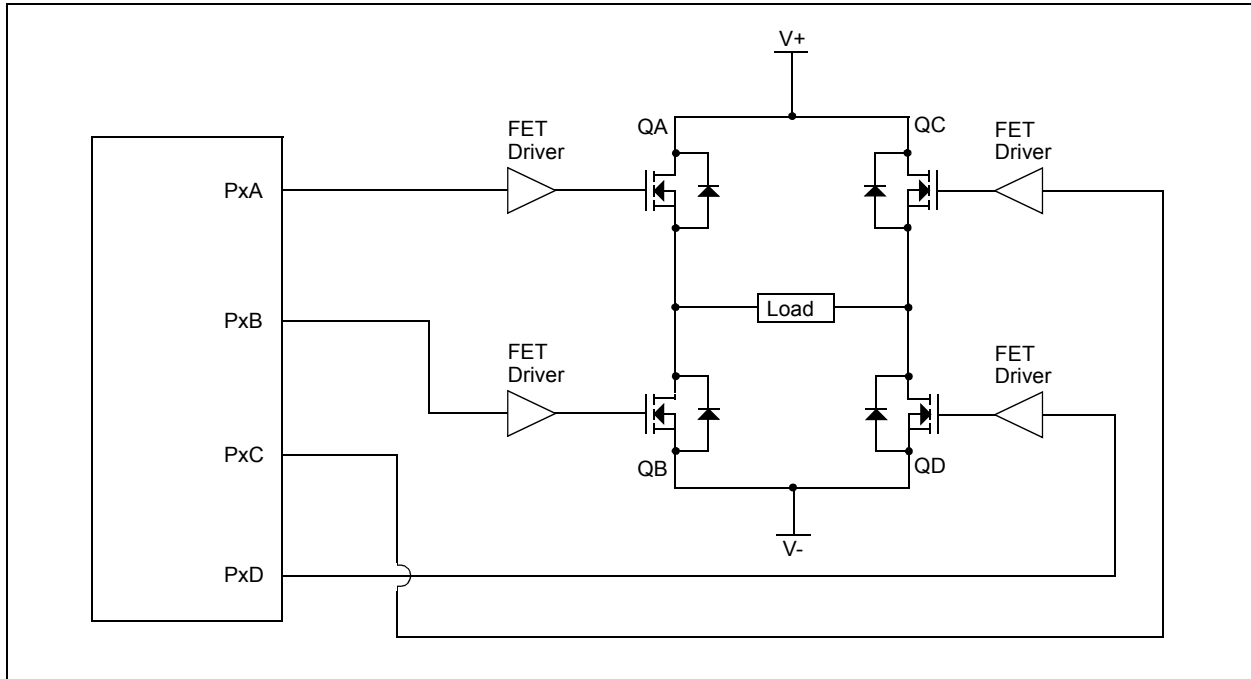 V+
FET
Driver
QA
QC
FET
Driver
PxA
PxB
FET
Driver
Load
FET
Driver
PxC
QB
QD
V-
PxD